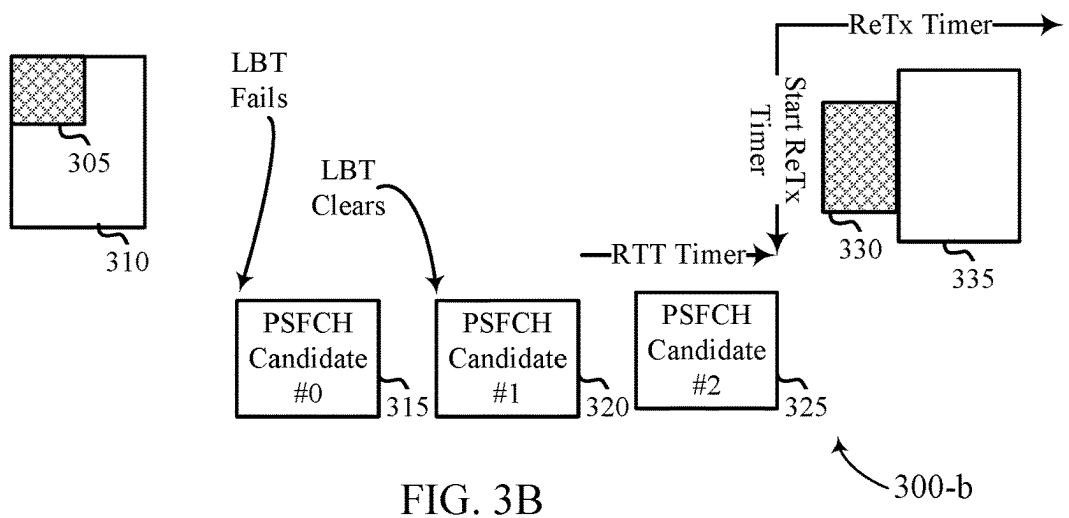 ReTx Timer
LBT
Fails
Start ReTx
Timer
305
LBT
Clears
310
330
RTT Timer
335
PSFCH
Candidate
#0
315
PSFCH
Candidate
#1
320
PSFCH
Candidate
#2
325
300-b
FIG. 3B